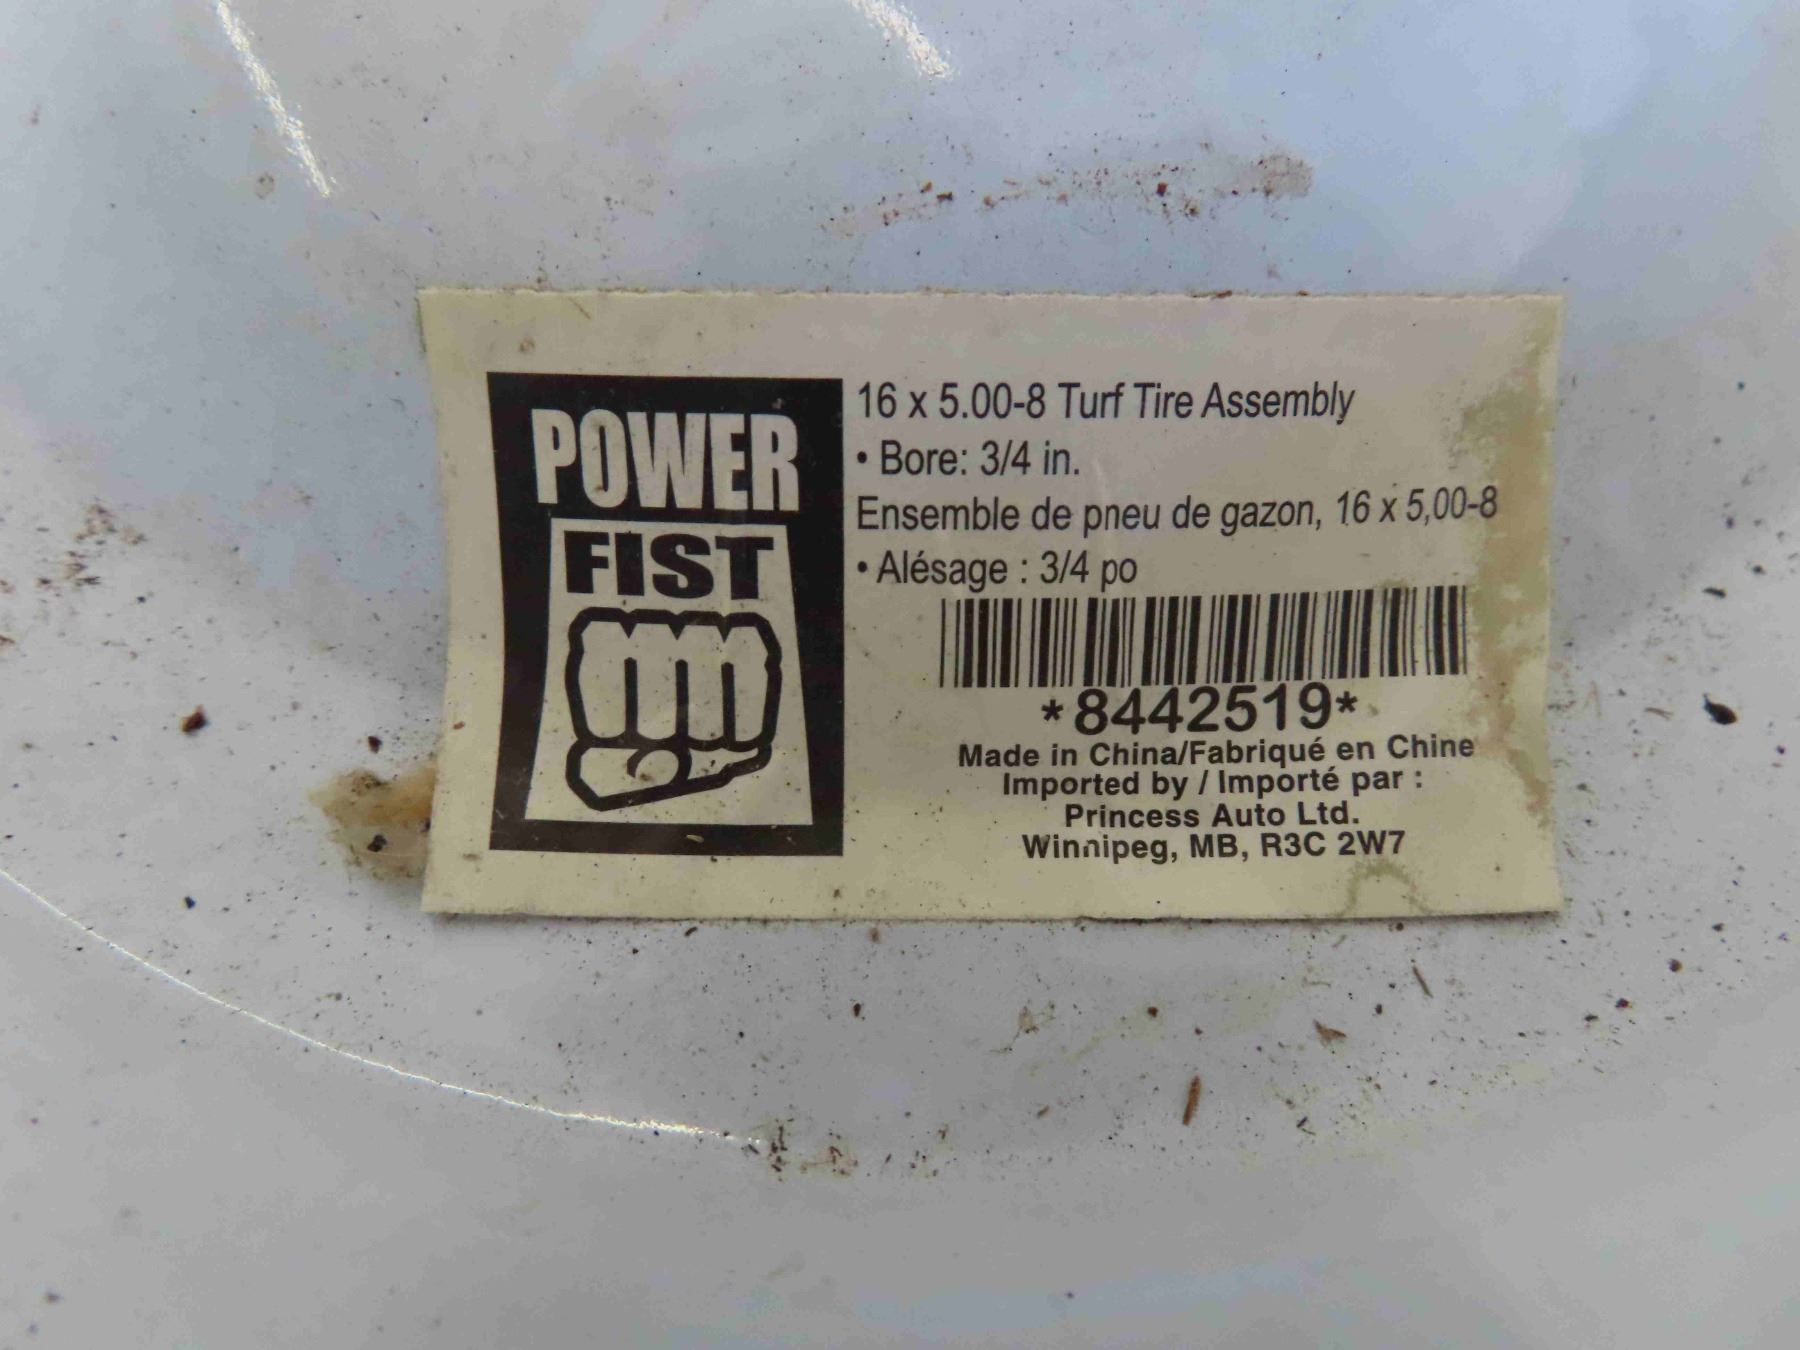 POWER
FIST
16 x 5.00-8 Turf Tire Assembly
• Bore: 3/4 in.
Ensemble de pneu de gazon, 16 x 5,00-8
• Alésage : 3/4 po
*8442519*
Made in China/Fabriqué en Chine
Imported by / Importé par :
Princess Auto Ltd.
Winnipeg, MB, R3C 2W7